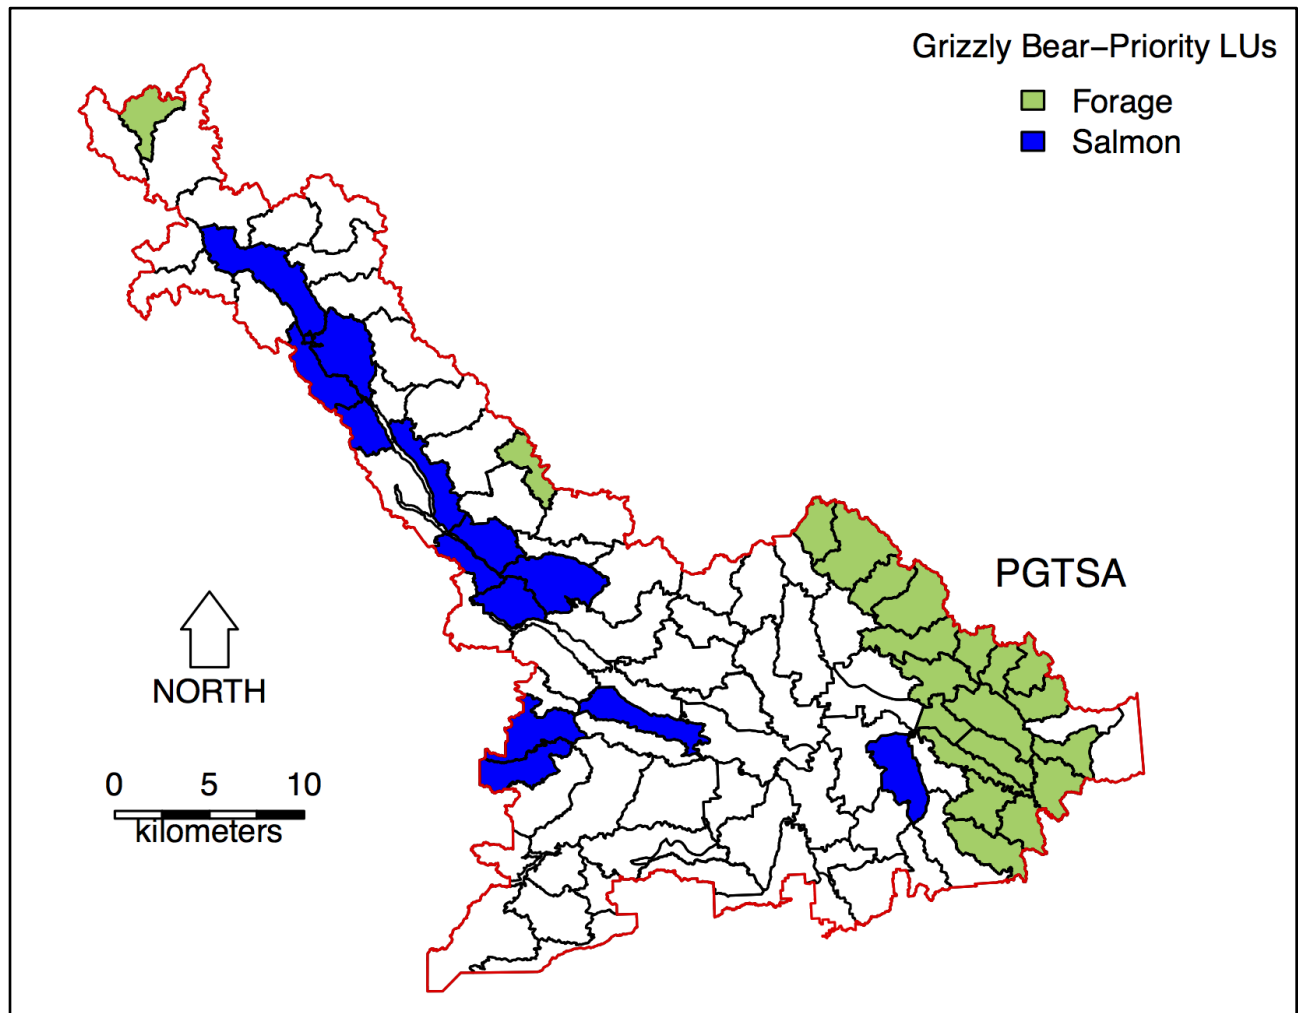 Grizzly Bear–Priority LUs
Forage
Salmon
PGTSA
NORTH
0 5 10
kilometers